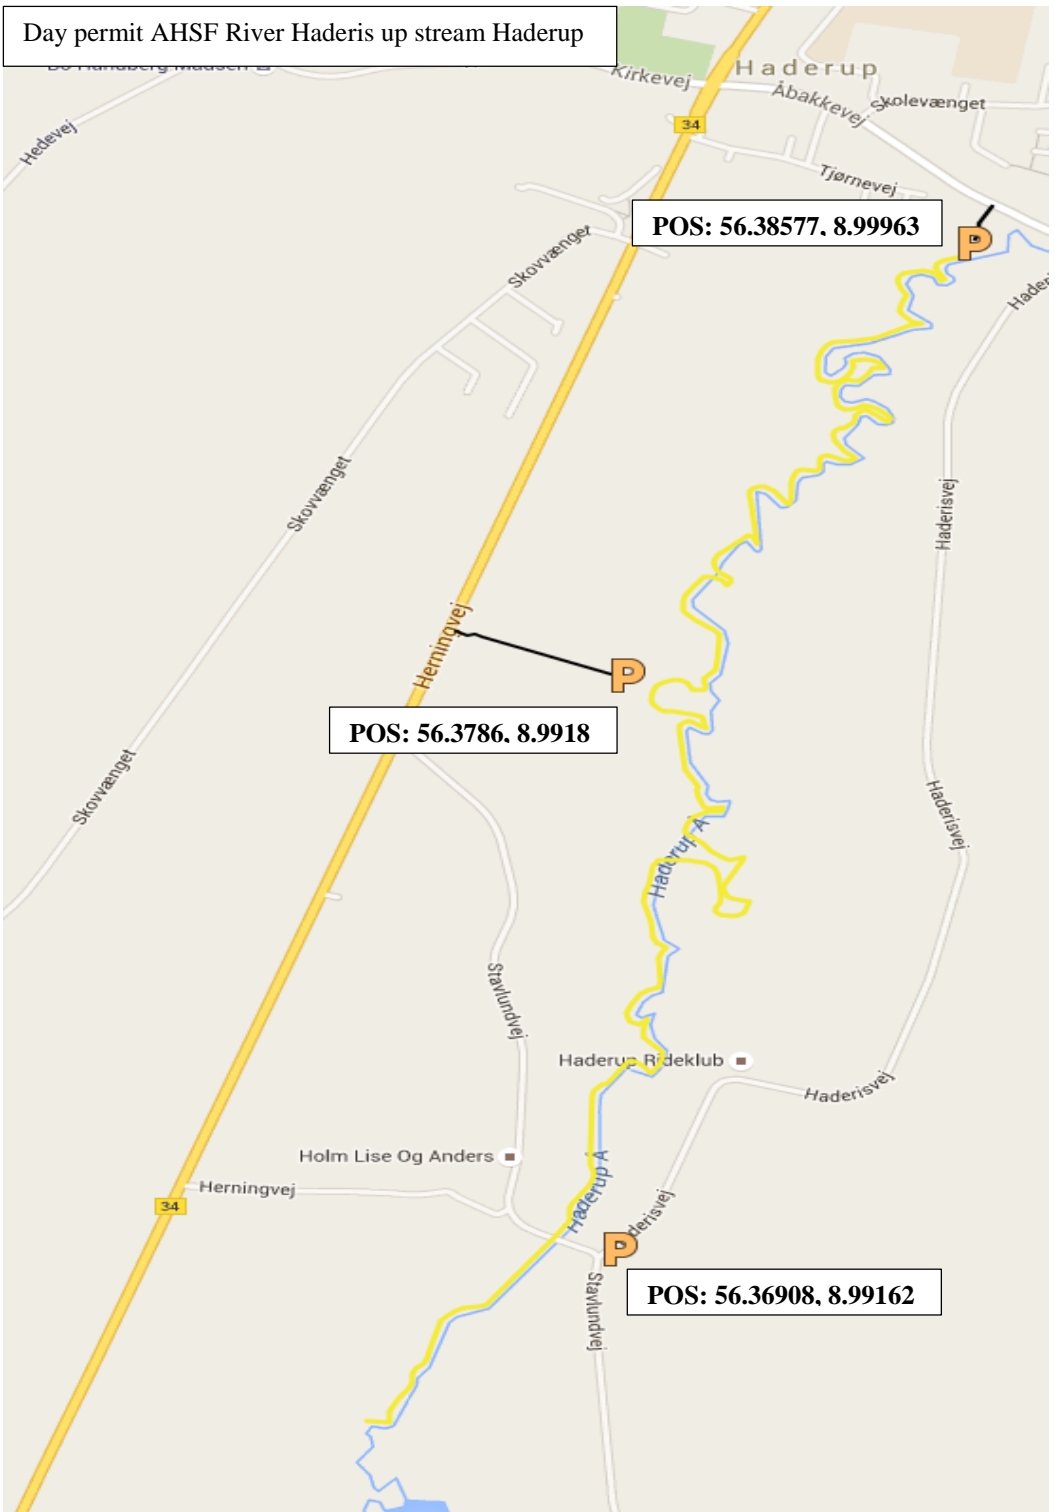 Day permit AHSF River Haderis up stream Haderup
Kirkevej
Haderup
Åbakkevej
Skolevænget
Hedevej
34
Tjørnevej
POS: 56.38577, 8.99963
P
Skovvænget
Skovvænget
Haderisvej
Herningvej
P
POS: 56.3786, 8.9918
Skovvænget
Haderisvej
Haderup Å
Stavlundvej
Haderup Rideklub
Haderisvej
Holm Lise Og Anders
Herningvej
34
Haderup Å
P
POS: 56.36908, 8.99162
Stavlundvej